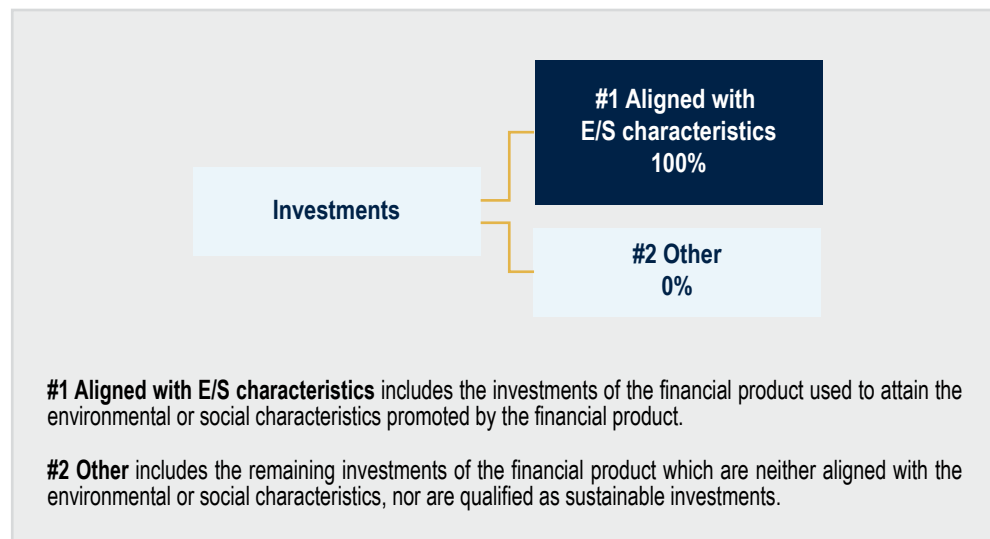 #1 Aligned with
E/S characteristics
100%
Investments
#2 Other
0%
#1 Aligned with E/S characteristics includes the investments of the financial product used to attain the
environmental or social characteristics promoted by the financial product.
#2 Other includes the remaining investments of the financial product which are neither aligned with the
environmental or social characteristics, nor are qualified as sustainable investments.